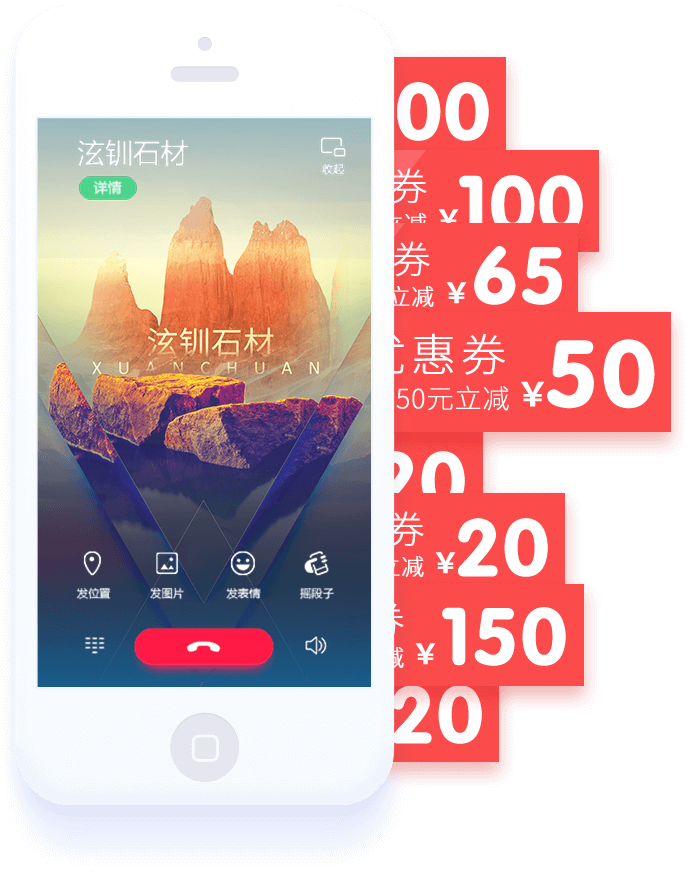 泫钏石材
收起
详情
泫钏石材
XUANCHUAN
发位置
发图片
发表情
摇段子
00
券
立减 ¥100
券
立减 ¥65
优惠券
50元立减 ¥50
20
券
立减 ¥20
券
减 ¥150
20